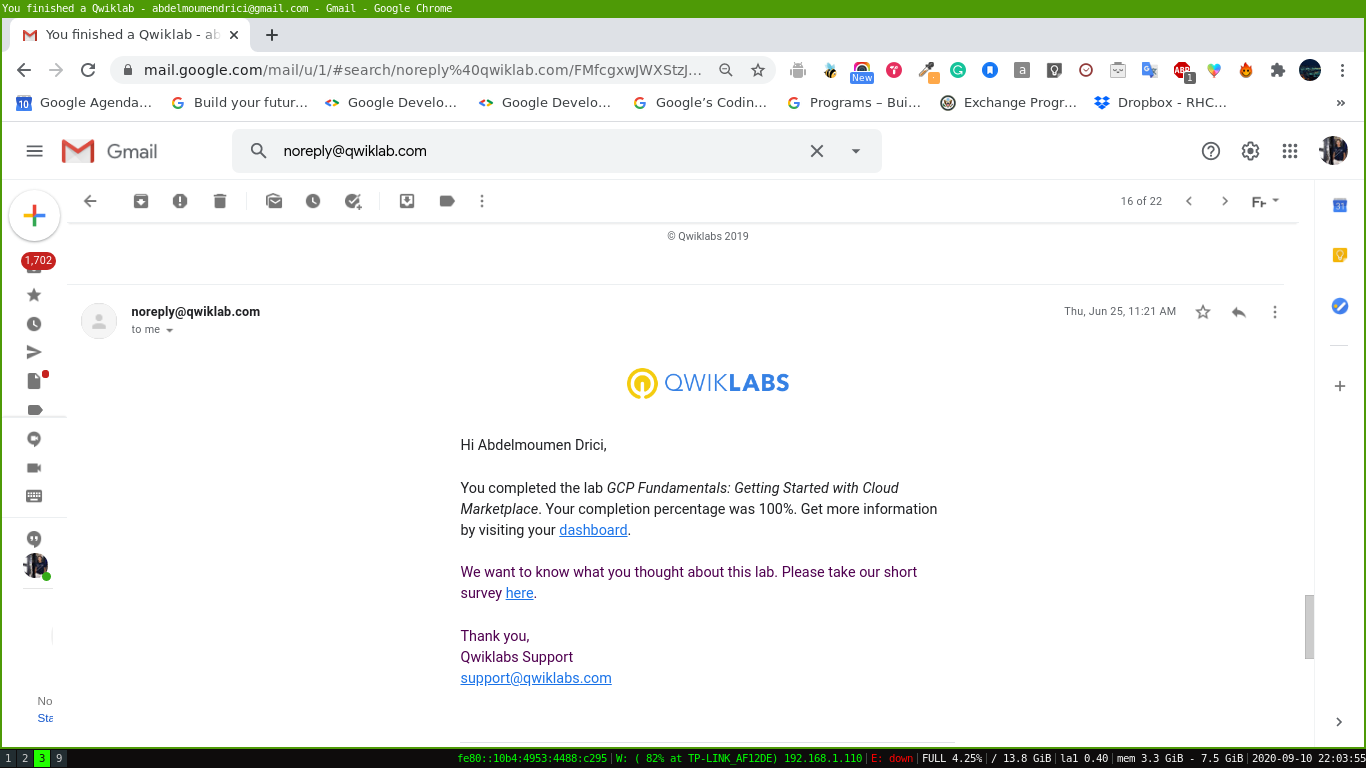 You finished a Qwiklab - abdelmoumendrici@gmail.com - Gmail - Google Chrome
You finished a Qwiklab - ab
mail.google.com/mail/u/1/#search/noreply%40qwiklab.com/FMfcgxwJWXStzJ...
New
1
Google Agenda... Build your futur... Google Develo... Google Develo... Google's Codin... Programs – Bui... Exchange Progr... Dropbox - RHC... »
Gmail
noreply@qwiklab.com
16 of 22
© Qwiklabs 2019
1,702
noreply@qwiklab.com
Thu, Jun 25, 11:21 AM
to me
QWIKLABS
Hi Abdelmoumen Drici,
You completed the lab GCP Fundamentals: Getting Started with Cloud
Marketplace. Your completion percentage was 100%. Get more information
by visiting your dashboard.
We want to know what you thought about this lab. Please take our short
survey here.
Thank you,
Qwiklabs Support
support@qwiklabs.com
No
Sta
1 2 3 9 fe80::10b4:4953:4488:c295 | W: ( 82% at TP-LINK_AF12DE) 192.168.1.110 | E: down | FULL 4.25% | / 13.8 GiB | la1 0.40 | mem 3.3 GiB - 7.5 GiB | 2020-09-10 22:03:55